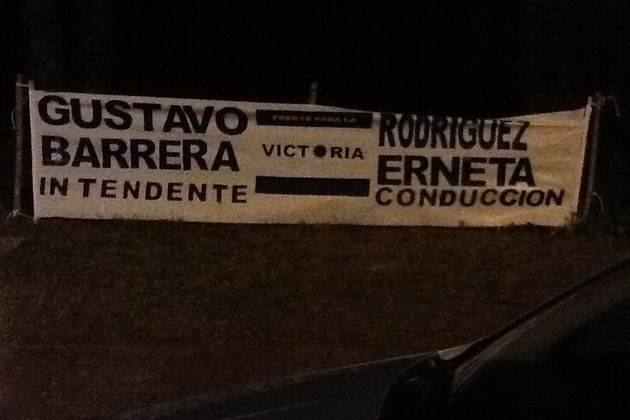 GUSTAVO
BARRERA
INTENDENTE
FRENTE PARA LA
VICTORIA
RODRIGUEZ
ERNETA
CONDUCCION